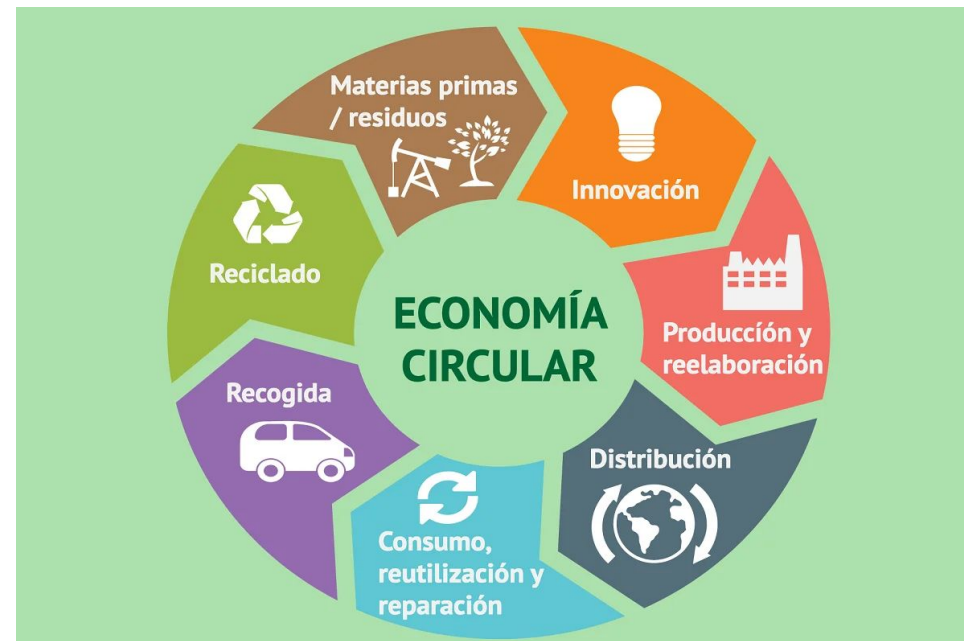 Materias primas
/ residuos
Innovación
Producción y
reelaboración
Distribución
Consumo,
reutilización y
reparación
Recogida
Reciclado
ECONOMÍA
CIRCULAR